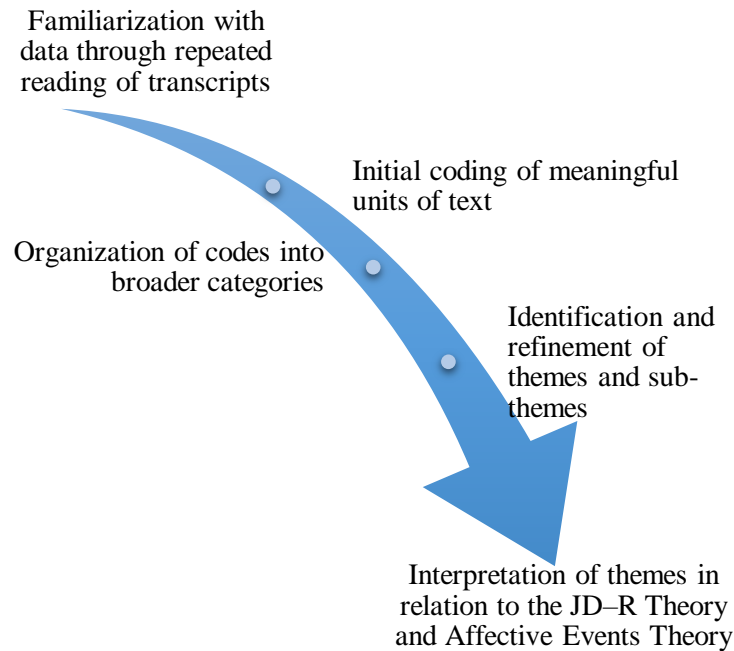 Familiarization with
data through repeated
reading of transcripts
Initial coding of meaningful
units of text
Organization of codes into
broader categories
Identification and
refinement of
themes and sub-
themes
Interpretation of themes in
relation to the JD–R Theory
and Affective Events Theory